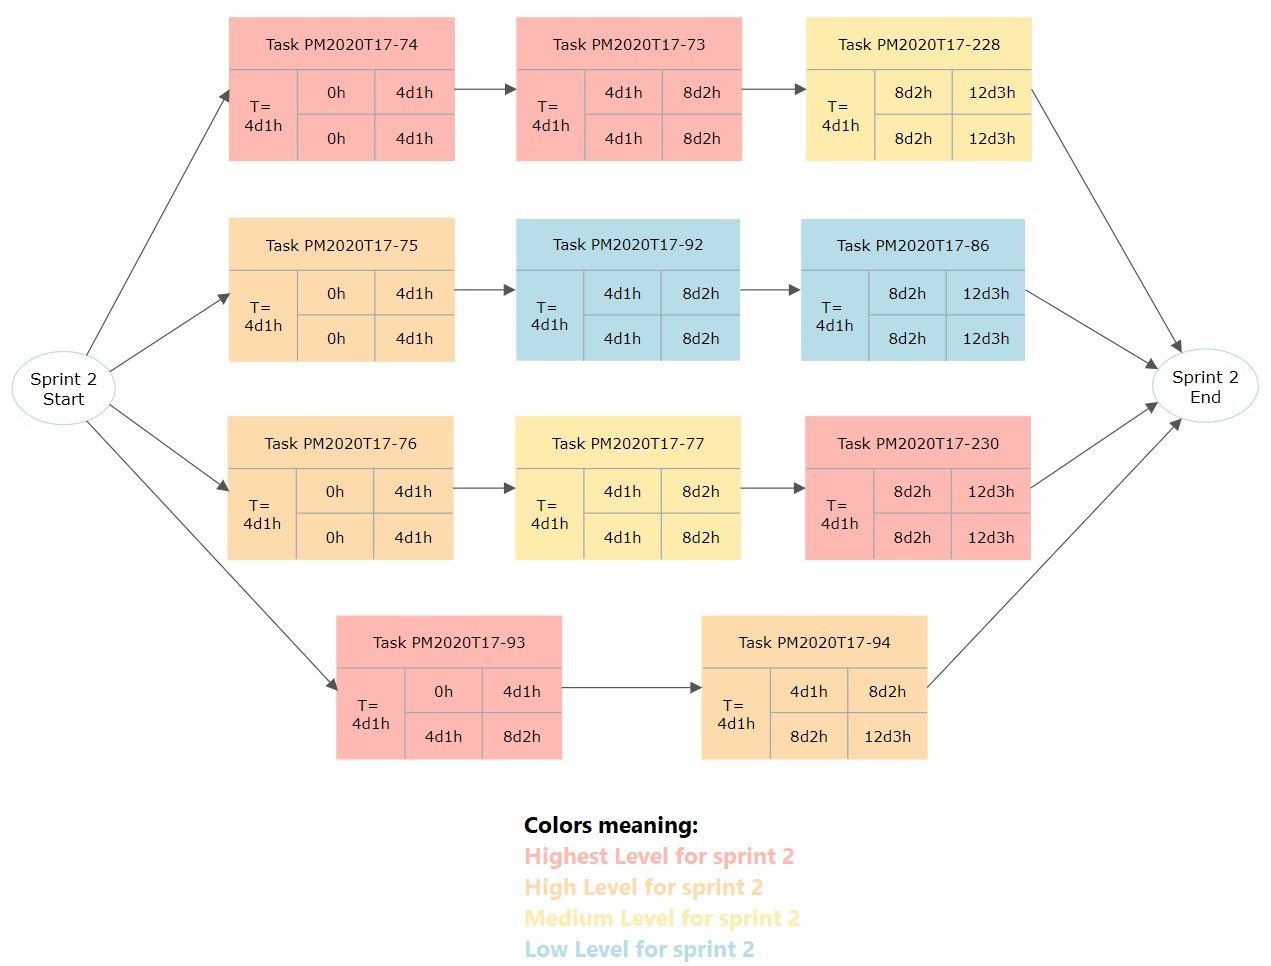 Task PM2020T17-74
T=
4d1h
0h
4d1h
0h
4d1h
Task PM2020T17-73
T=
4d1h
4d1h
8d2h
4d1h
8d2h
Task PM2020T17-228
T=
4d1h
8d2h
12d3h
8d2h
12d3h
Task PM2020T17-75
T=
4d1h
0h
4d1h
0h
4d1h
Task PM2020T17-92
T=
4d1h
4d1h
8d2h
4d1h
8d2h
Task PM2020T17-86
T=
4d1h
8d2h
12d3h
8d2h
12d3h
Sprint 2
Start
Sprint 2
End
Task PM2020T17-76
T=
4d1h
0h
4d1h
0h
4d1h
Task PM2020T17-77
T=
4d1h
4d1h
8d2h
4d1h
8d2h
Task PM2020T17-230
T=
4d1h
8d2h
12d3h
8d2h
12d3h
Task PM2020T17-93
T=
4d1h
0h
4d1h
4d1h
8d2h
Task PM2020T17-94
T=
4d1h
4d1h
8d2h
8d2h
12d3h
Colors meaning:
Highest Level for sprint 2
High Level for sprint 2
Medium Level for sprint 2
Low Level for sprint 2